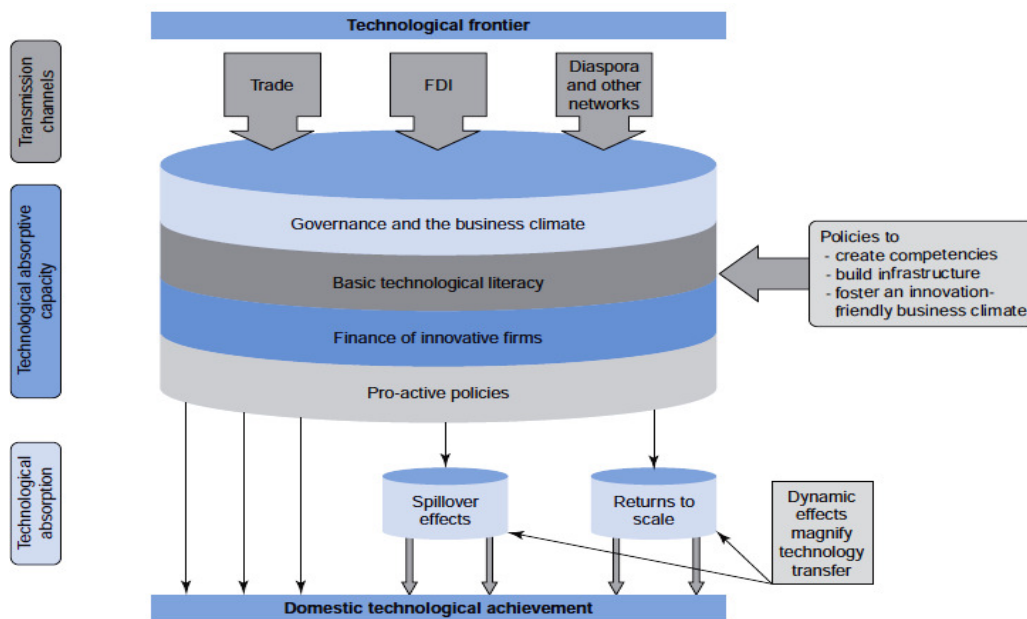 Technological frontier
Transmission
channels
Trade
FDI
Diaspora
and other
networks
Technological absorptive
capacity
Governance and the business climate
Basic technological literacy
Finance of innovative firms
Pro-active policies
Policies to
- create competencies
- build infrastructure
- foster an innovation-
friendly business climate
Technological
absorption
Spillover
effects
Returns to
scale
Dynamic
effects
magnify
technology
transfer
Domestic technological achievement